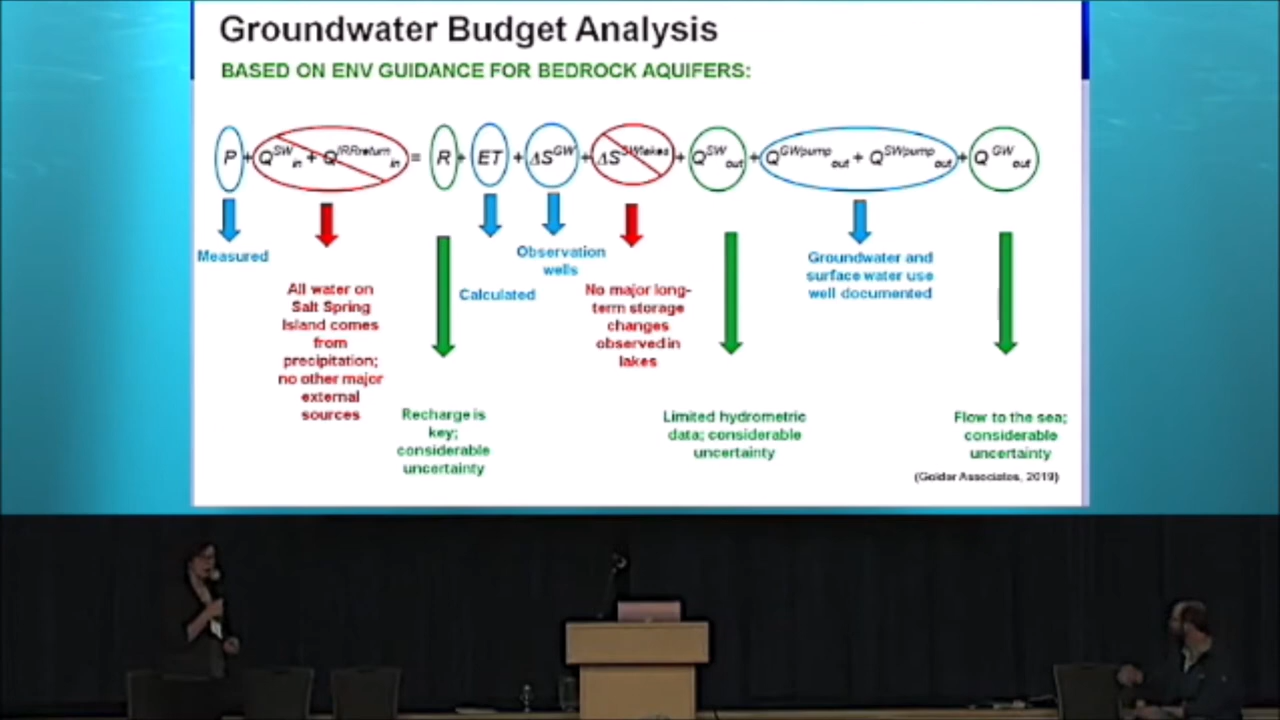 Groundwater Budget Analysis
BASED ON ENV GUIDANCE FOR BEDROCK AQUIFERS:
P + Q^SW_in + Q^IRRreturn_in = R + ET + ΔS^GW + ΔS^SWlakes + Q^SW_out + Q^GWpump_out + Q^SWpump_out + Q^GW_out
Measured
All water on
Salt Spring
Island comes
from
precipitation;
no other major
external
sources
Recharge is
key;
considerable
uncertainty
Calculated
Observation
wells
No major long-
term storage
changes
observed in
lakes
Limited hydrometric
data; considerable
uncertainty
Groundwater and
surface water use
well documented
Flow to the sea;
considerable
uncertainty
(Golder Associates, 2019)